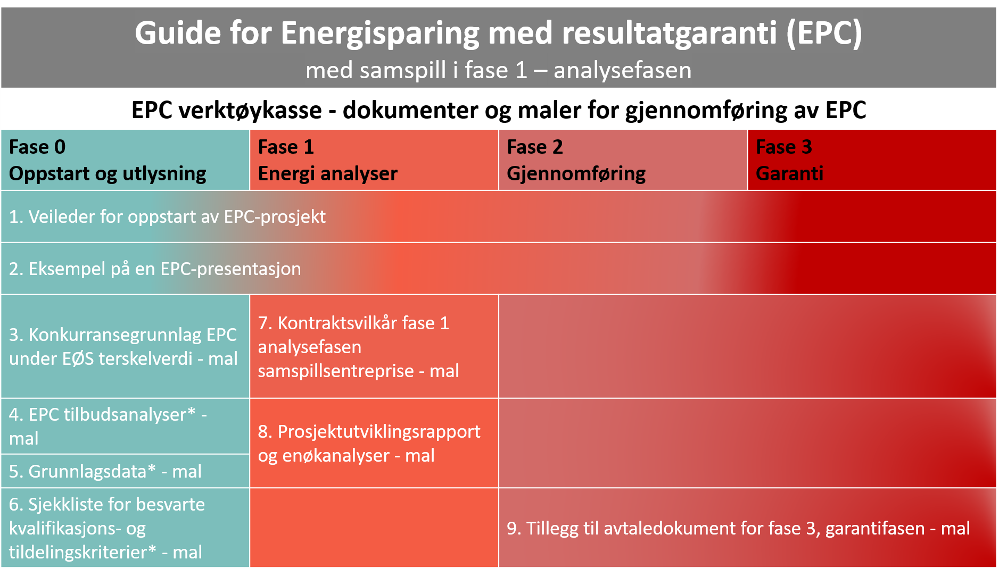 Guide for Energisparing med resultatgaranti (EPC)
med samspill i fase 1 – analysefasen
EPC verktøykasse - dokumenter og maler for gjennomføring av EPC
Fase 0
Oppstart og utlysning
Fase 1
Energi analyser
Fase 2
Gjennomføring
Fase 3
Garanti
1. Veileder for oppstart av EPC-prosjekt
2. Eksempel på en EPC-presentasjon
3. Konkurransegrunnlag EPC
under EØS terskelverdi - mal
7. Kontraktsvilkår fase 1
analysefasen
samspillsentreprise - mal
4. EPC tilbudsanalyser* -
mal
8. Prosjektutviklingsrapport
og enøkanalyser - mal
5. Grunnlagsdata* - mal
6. Sjekkliste for besvarte
kvalifikasjons- og
tildelingskriterier* - mal
9. Tillegg til avtaledokument for fase 3, garantifasen - mal